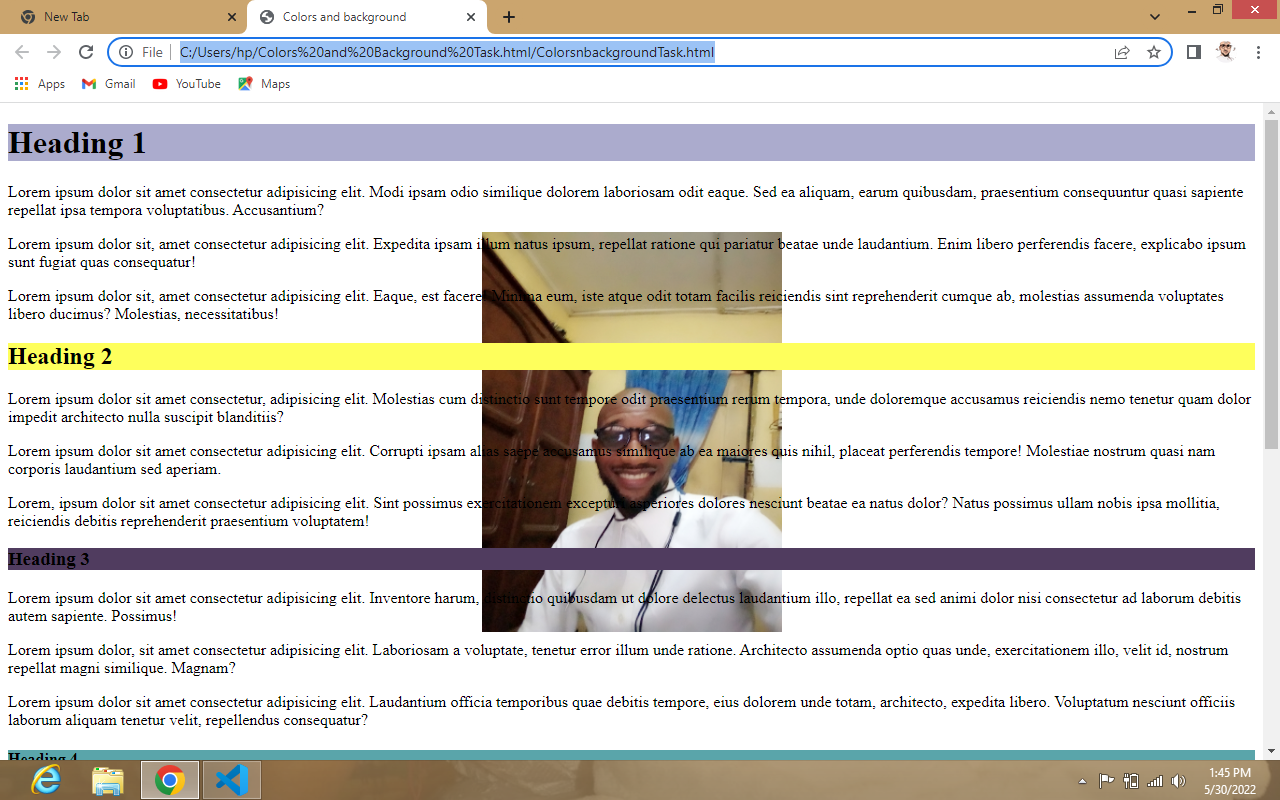 New Tab
Colors and background
File
C:/Users/hp/Colors%20and%20Background%20Task.html/ColorsnbackgroundTask.html
Apps
Gmail
YouTube
Maps
Heading 1
Lorem ipsum dolor sit amet consectetur adipisicing elit. Modi ipsam odio similique dolorem laboriosam odit eaque. Sed ea aliquam, earum quibusdam, praesentium consequuntur quasi sapiente
repellat ipsa tempora voluptatibus. Accusantium?
Lorem ipsum dolor sit, amet consectetur adipisicing elit. Expedita ipsam illum natus ipsum, repellat ratione qui pariatur beatae unde laudantium. Enim libero perferendis facere, explicabo ipsum
sunt fugiat quas consequatur!
Lorem ipsum dolor sit, amet consectetur adipisicing elit. Eaque, est facere! Minima eum, iste atque odit totam facilis reiciendis sint reprehenderit cumque ab, molestias assumenda voluptates
libero ducimus? Molestias, necessitatibus!
Heading 2
Lorem ipsum dolor sit amet consectetur, adipisicing elit. Molestias cum distinctio sunt tempore odit praesentium rerum tempora, unde doloremque accusamus reiciendis nemo tenetur quam dolor
impedit architecto nulla suscipit blanditiis?
Lorem ipsum dolor sit amet consectetur adipisicing elit. Corrupti ipsam alias saepe accusamus similique ab ea maiores quis nihil, placeat perferendis tempore! Molestiae nostrum quasi nam
corporis laudantium sed aperiam.
Lorem, ipsum dolor sit amet consectetur, adipisicing elit. Sint possimus exercitationem excepturi asperiores dolores nesciunt beatae ea natus dolor? Natus possimus ullam nobis ipsa mollitia,
reiciendis debitis reprehenderit praesentium voluptatem!
Heading 3
Lorem ipsum dolor sit amet consectetur adipisicing elit. Inventore harum, distinctio quibusdam ut dolore delectus laudantium illo, repellat ea sed animi dolor nisi consectetur ad laborum debitis
autem sapiente. Possimus!
Lorem ipsum dolor, sit amet consectetur adipisicing elit. Laboriosam a voluptate, tenetur error illum unde ratione. Architecto assumenda optio quas unde, exercitationem illo, velit id, nostrum
repellat magni similique. Magnam?
Lorem ipsum dolor sit amet consectetur adipisicing elit. Laudantium officia temporibus quae debitis tempore, eius dolorem unde totam, architecto, expedita libero. Voluptatum nesciunt officiis
laborum aliquam tenetur velit, repellendus consequatur?
Heading 4
1:45 PM
5/30/2022